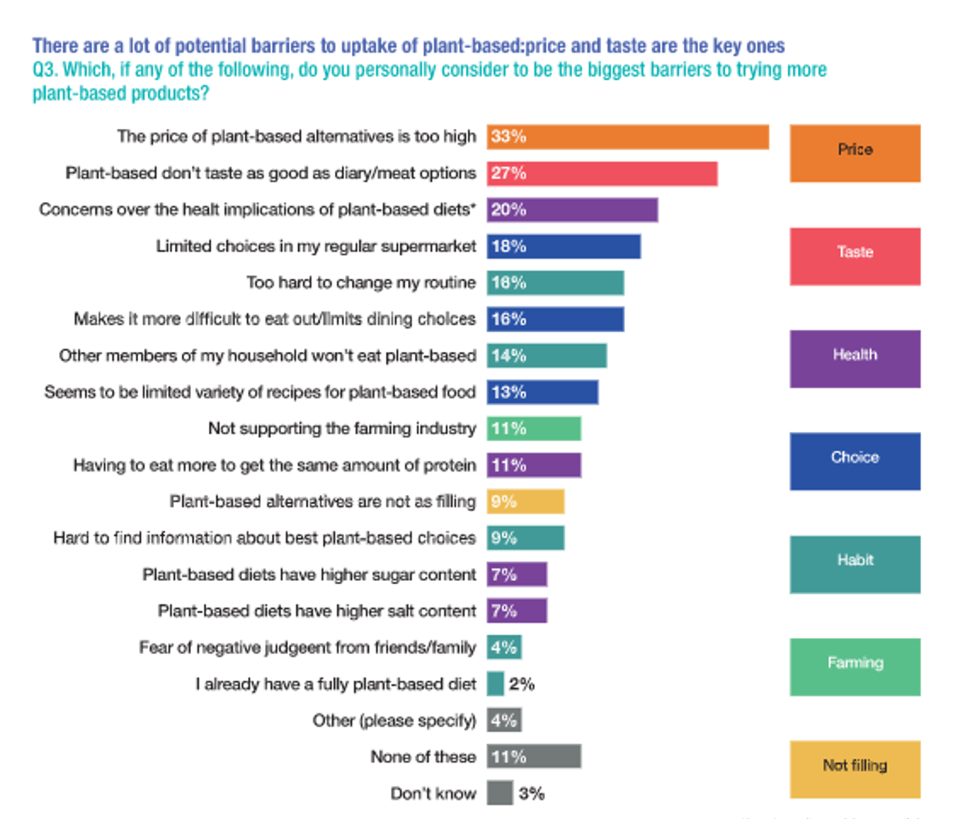 There are a lot of potential barriers to uptake of plant-based:price and taste are the key ones
Q3. Which, if any of the following, do you personally consider to be the biggest barriers to trying more
plant-based products?
The price of plant-based alternatives is too high 33%
Plant-based don't taste as good as diary/meat options 27%
Concerns over the healt implications of plant-based diets* 20%
Limited choices in my regular supermarket 18%
Too hard to change my routine 16%
Makes it more difficult to eat out/limits dining choices 16%
Other members of my household won't eat plant-based 14%
Seems to be limited variety of recipes for plant-based food 13%
Not supporting the farming industry 11%
Having to eat more to get the same amount of protein 11%
Plant-based alternatives are not as filling 9%
Hard to find information about best plant-based choices 9%
Plant-based diets have higher sugar content 7%
Plant-based diets have higher salt content 7%
Fear of negative judgeent from friends/family 4%
I already have a fully plant-based diet 2%
Other (please specify) 4%
None of these 11%
Don't know 3%
Price
Taste
Health
Choice
Habit
Farming
Not filling